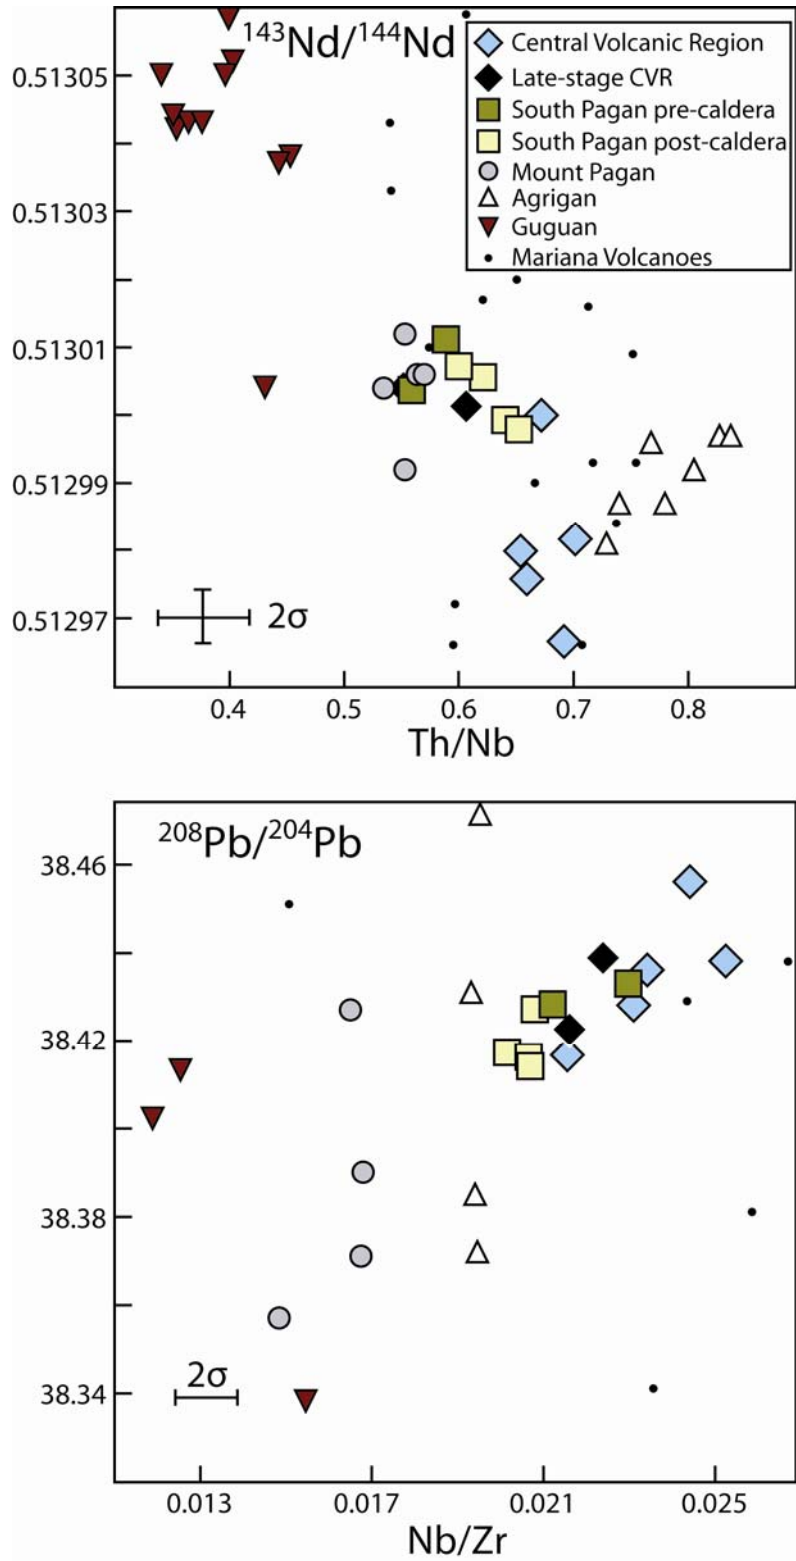 ¹⁴³Nd/¹⁴⁴Nd
Central Volcanic Region
Late-stage CVR
South Pagan pre-caldera
South Pagan post-caldera
Mount Pagan
Agrigan
Guguan
Mariana Volcanoes
0.51305
0.51303
0.51301
0.51299
0.51297
2σ
0.4 0.5 0.6 0.7 0.8
Th/Nb
²⁰⁸Pb/²⁰⁴Pb
38.46
38.42
38.38
38.34
2σ
0.013 0.017 0.021 0.025
Nb/Zr